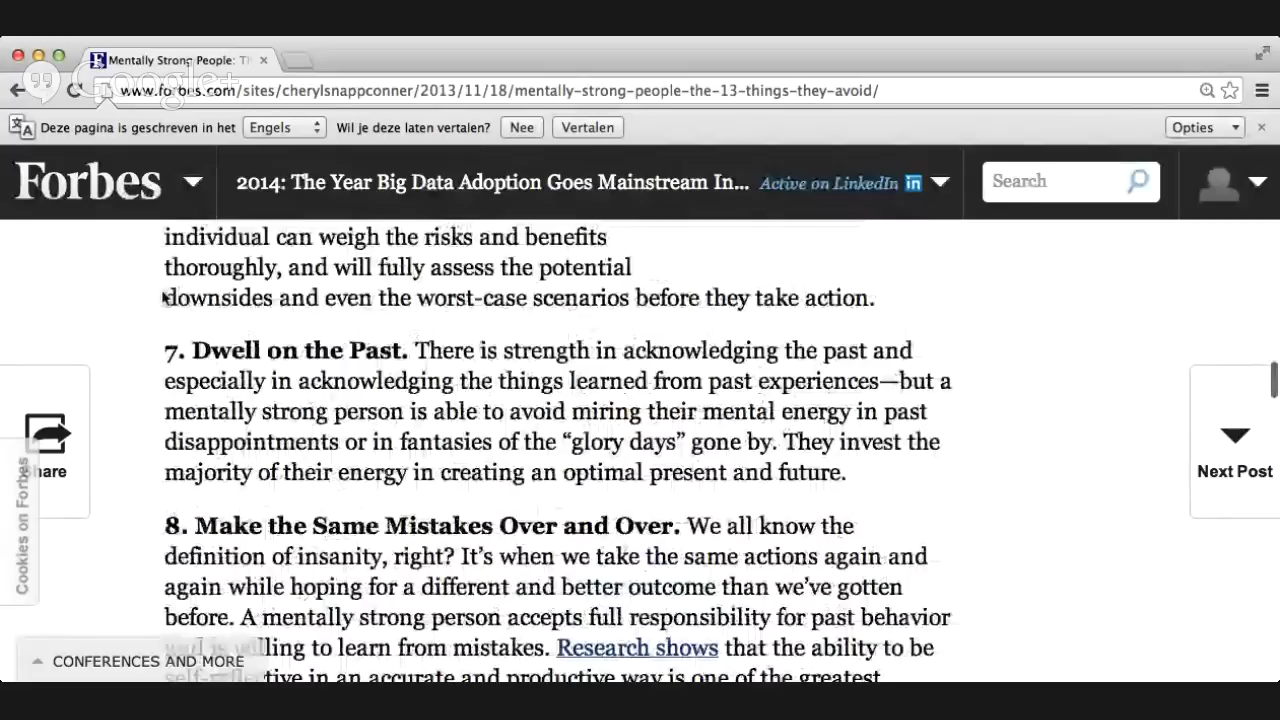 Mentally Strong People: T
Google+
www.forbes.com/sites/cherylsnappconner/2013/11/18/mentally-strong-people-the-13-things-they-avoid/
Deze pagina is geschreven in het Engels Wil je deze laten vertalen? Nee Vertalen Opties
Forbes 2014: The Year Big Data Adoption Goes Mainstream In... Active on LinkedIn in Search
individual can weigh the risks and benefits
thoroughly, and will fully assess the potential
downsides and even the worst-case scenarios before they take action.
7. Dwell on the Past. There is strength in acknowledging the past and
especially in acknowledging the things learned from past experiences—but a
mentally strong person is able to avoid miring their mental energy in past
disappointments or in fantasies of the “glory days” gone by. They invest the
majority of their energy in creating an optimal present and future.
8. Make the Same Mistakes Over and Over. We all know the
definition of insanity, right? It’s when we take the same actions again and
again while hoping for a different and better outcome than we’ve gotten
before. A mentally strong person accepts full responsibility for past behavior
and is willing to learn from mistakes. Research shows that the ability to be
self-reflective in an accurate and productive way is one of the greatest
Share
Cookies on Forbes
Next Post
CONFERENCES AND MORE